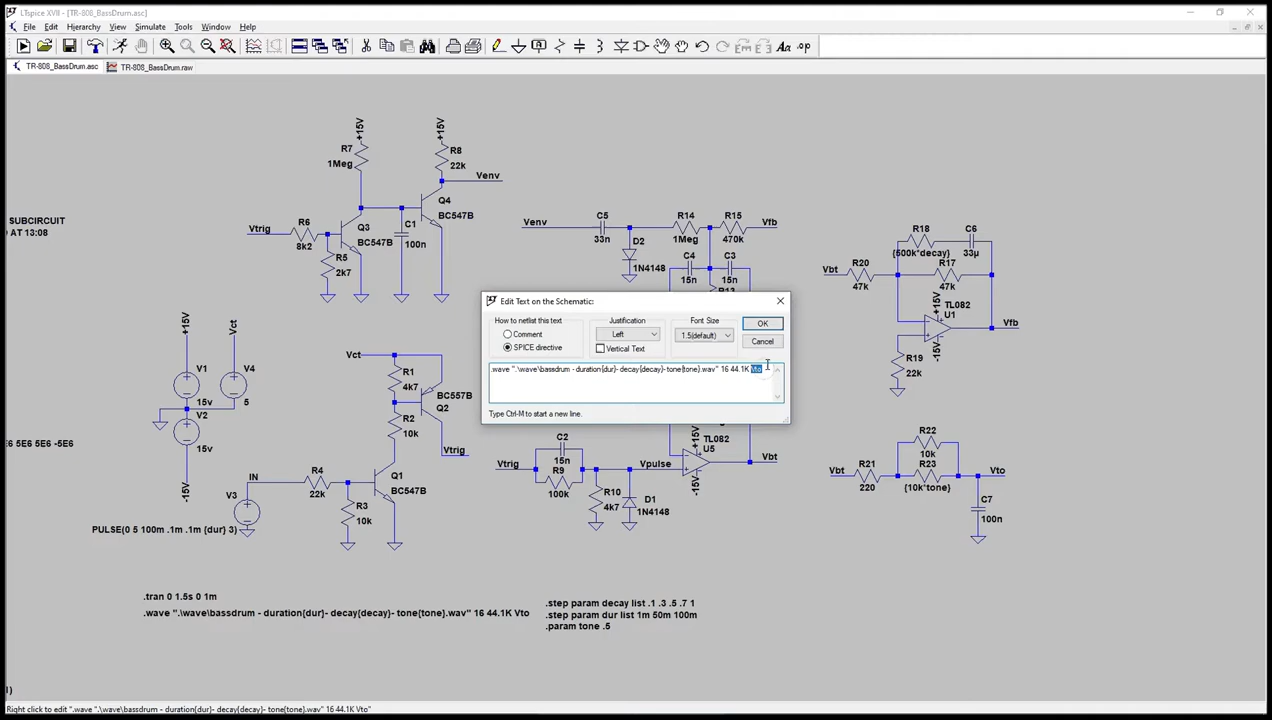 LTspice XVII - [TR-808_BassDrum.asc]
File Edit Hierarchy View Simulate Tools Window Help
TR-808_BassDrum.asc TR-808_BassDrum.raw
+15V +15V
R7
1Meg
R8
22k
Venv
Q4
BC547B
SUBCIRCUIT
AT 13:08
Vtrig
R6
8k2
Q3
BC547B
C1
100n
R5
2k7
Venv
C5
33n
R14
1Meg
R15
470k
Vfb
D2
1N4148
C4
15n
C3
15n
R18
{500k*decay}
C6
33µ
Vbt
R20
47k
R17
47k
+15V
TL082
U1
Vfb
-15V
R19
22k
Edit Text on the Schematic:
How to netlist this text
Comment
SPICE directive
Justification
Left
Vertical Text
Font Size
1.5(default)
OK
Cancel
.wave ".\wave\bassdrum - duration{dur}- decay{decay}- tone{tone}.wav" 16 44.1K Vto
Type Ctrl-M to start a new line.
+15V
Vct
V1
15v
V4
5
V2
15v
-15V
E6 5E6 5E6 -5E6
Vct
R1
4k7
BC557B
Q2
R2
10k
Vtrig
IN
R4
22k
Q1
BC547B
V3
R3
10k
PULSE(0 5 100m .1m .1m {dur} 3)
Vtrig
C2
15n
R9
100k
Vpulse
R10
4k7
D1
1N4148
+15V
TL082
U5
-15V
Vbt
Vbt
R21
220
R22
10k
R23
{10k*tone}
Vto
C7
100n
.tran 0 1.5s 0 1m
.wave ".\wave\bassdrum - duration{dur}- decay{decay}- tone{tone}.wav" 16 44.1K Vto
.step param decay list .1 .3 .5 .7 1
.step param dur list 1m 50m 100m
.param tone .5
Right click to edit ".wave ".\wave\bassdrum - duration{dur}- decay{decay}- tone{tone}.wav" 16 44.1K Vto"